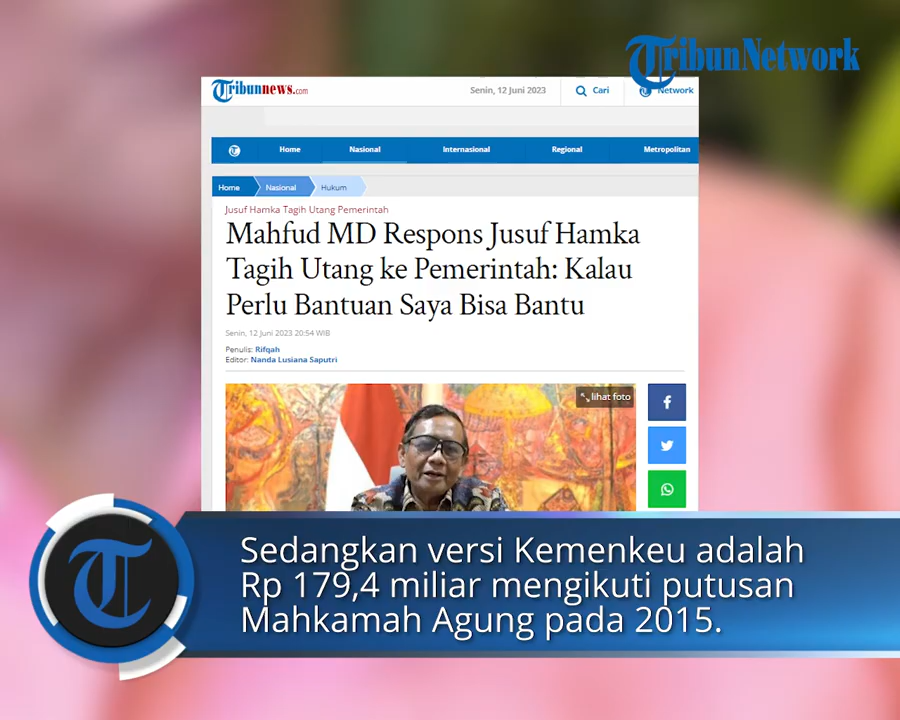 TribunNetwork
Tribunnews.com
Senin, 12 Juni 2023
Cari
Network
Home
Nasional
Internasional
Regional
Metropolitan
Home
Nasional
Hukum
Jusuf Hamka Tagih Utang Pemerintah
Mahfud MD Respons Jusuf Hamka
Tagih Utang ke Pemerintah: Kalau
Perlu Bantuan Saya Bisa Bantu
Senin, 12 Juni 2023 20:54 WIB
Penulis: Rifqah
Editor: Nanda Lusiana Saputri
lihat foto
Sedangkan versi Kemenkeu adalah
Rp 179,4 miliar mengikuti putusan
Mahkamah Agung pada 2015.